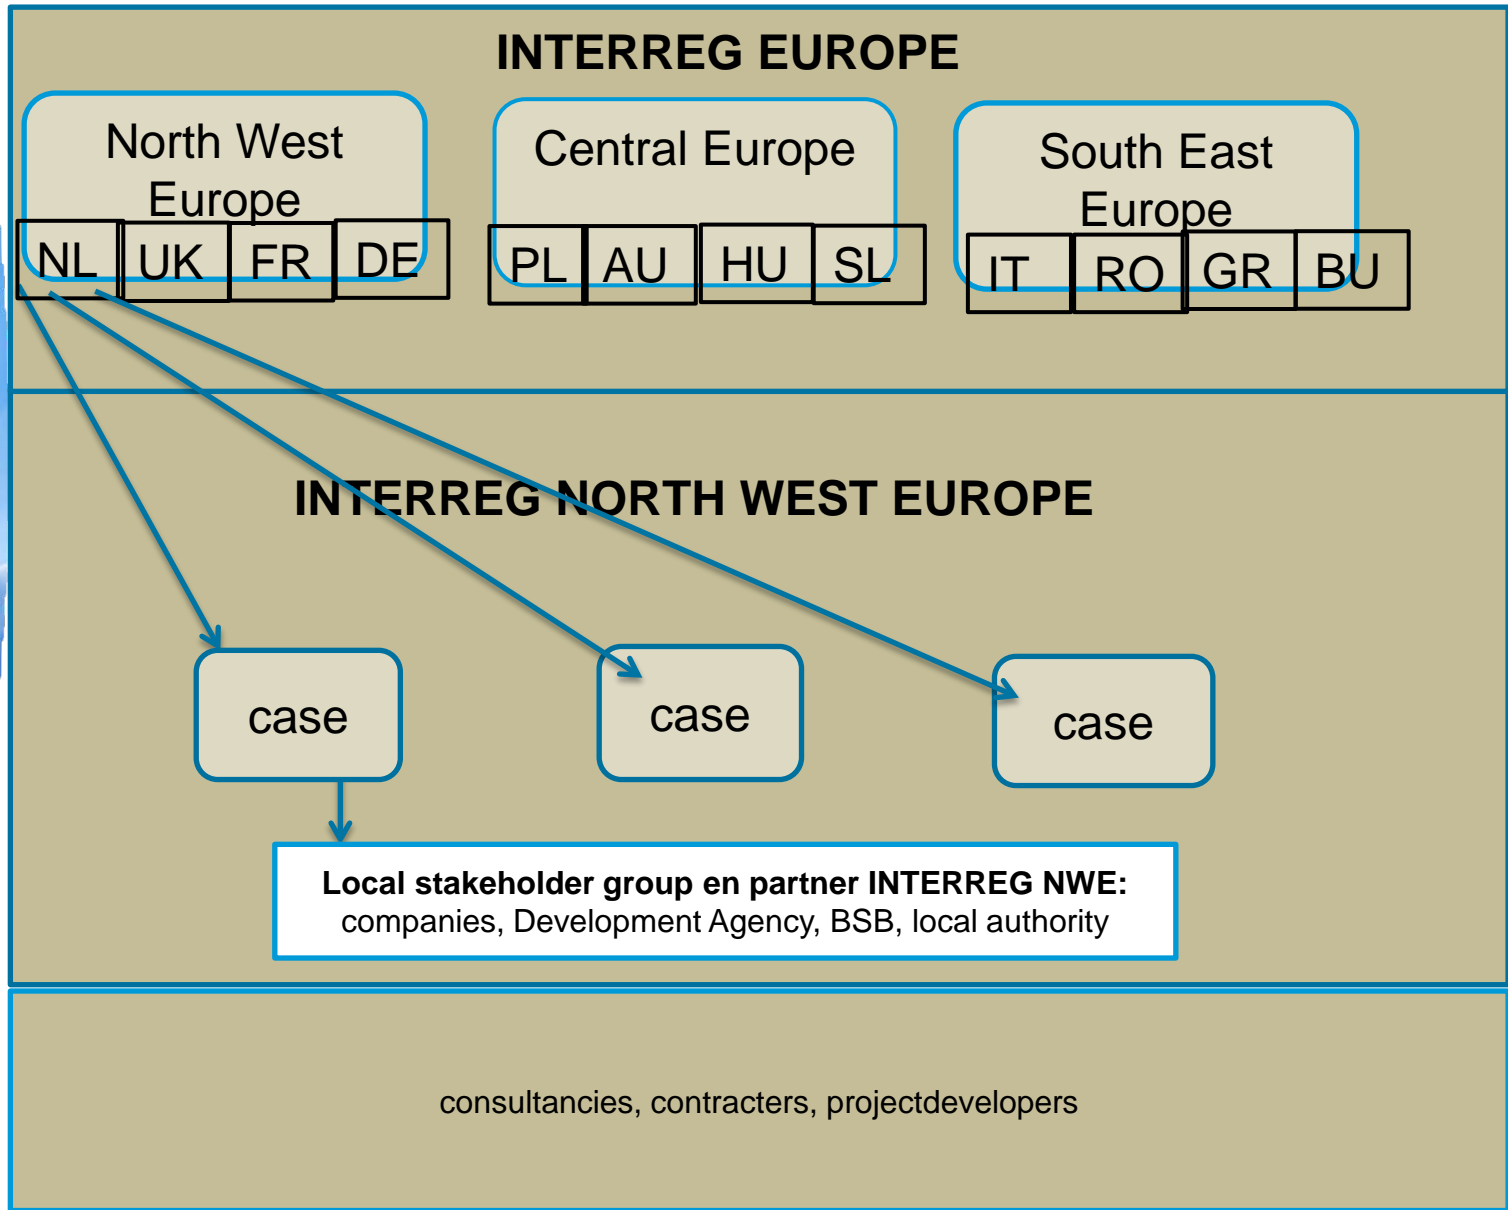 INTERREG EUROPE
North West
Europe
NL UK FR DE
Central Europe
PL AU HU SL
South East
Europe
IT RO GR BU
INTERREG NORTH WEST EUROPE
case
case
case
Local stakeholder group en partner INTERREG NWE:
companies, Development Agency, BSB, local authority
consultancies, contracters, projectdevelopers